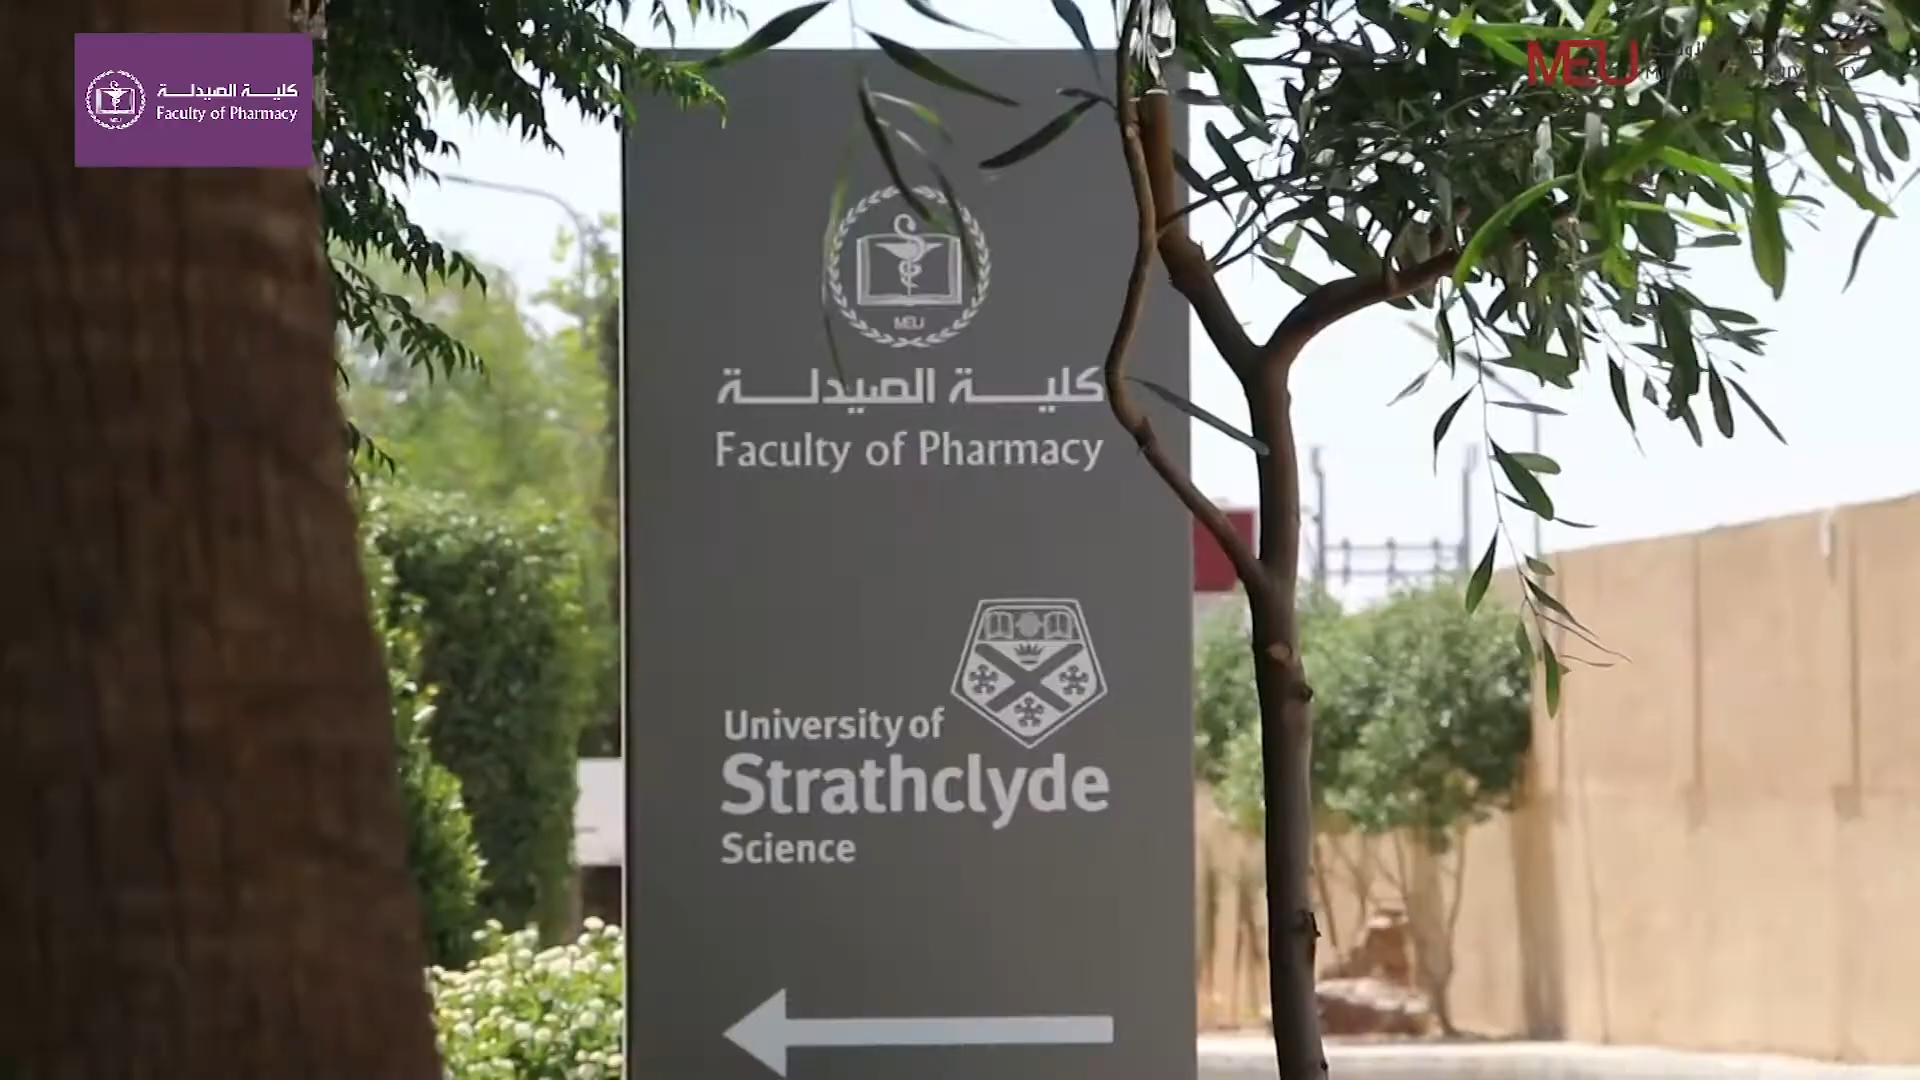 كلية الصيدلة
Faculty of Pharmacy
MEU
MEU
كلية الصيدلة
Faculty of Pharmacy
University of
Strathclyde
Science